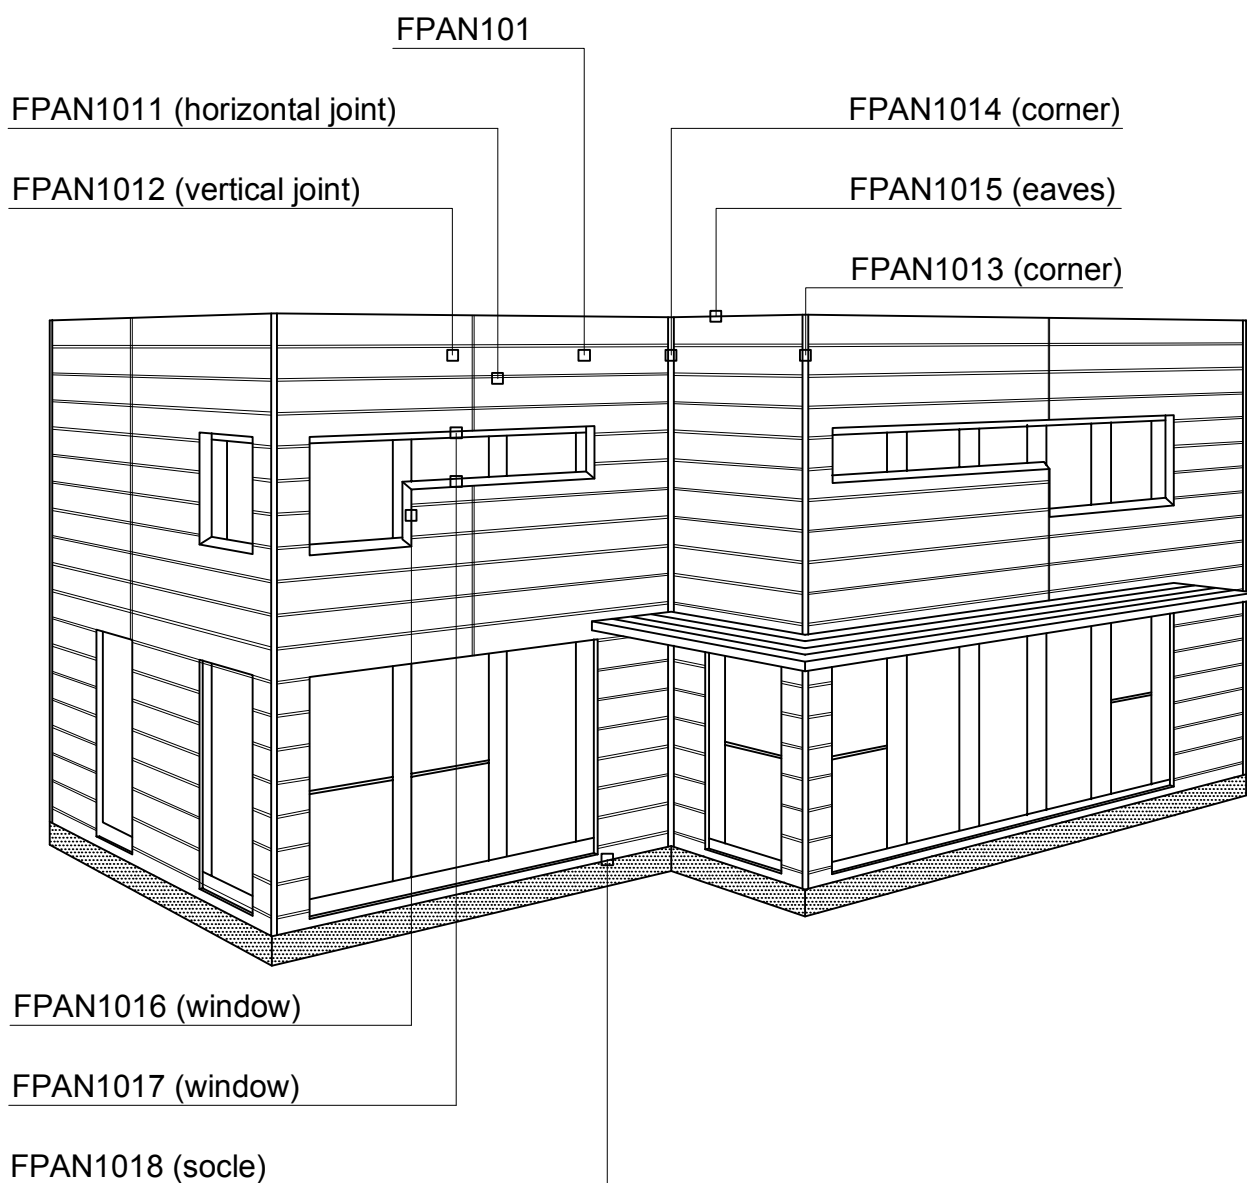 FPAN101
FPAN1011 (horizontal joint)
FPAN1014 (corner)
FPAN1012 (vertical joint)
FPAN1015 (eaves)
FPAN1013 (corner)
FPAN1016 (window)
FPAN1017 (window)
FPAN1018 (socle)